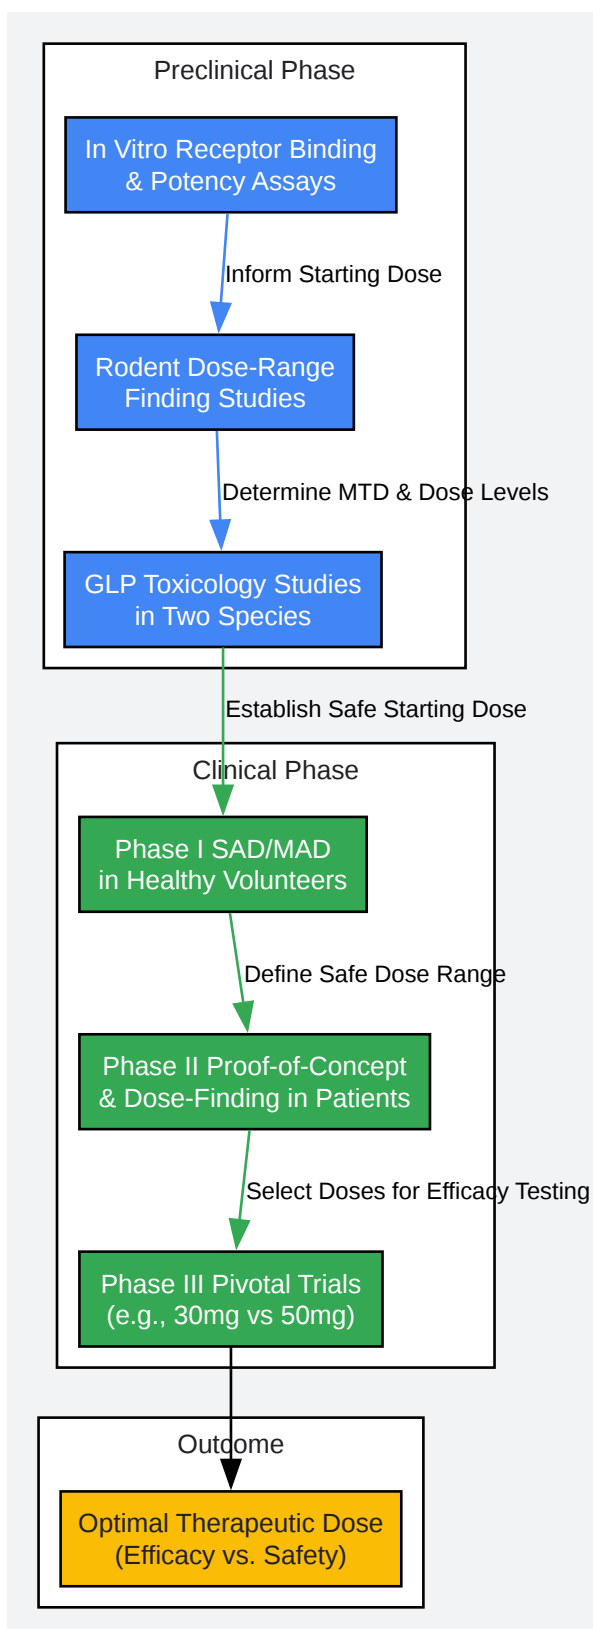 Preclinical Phase
In Vitro Receptor Binding
& Potency Assays
Inform Starting Dose
Rodent Dose-Range
Finding Studies
Determine MTD & Dose Levels
GLP Toxicology Studies
in Two Species
Establish Safe Starting Dose
Clinical Phase
Phase I SAD/MAD
in Healthy Volunteers
Define Safe Dose Range
Phase II Proof-of-Concept
& Dose-Finding in Patients
Select Doses for Efficacy Testing
Phase III Pivotal Trials
(e.g., 30mg vs 50mg)
Outcome
Optimal Therapeutic Dose
(Efficacy vs. Safety)